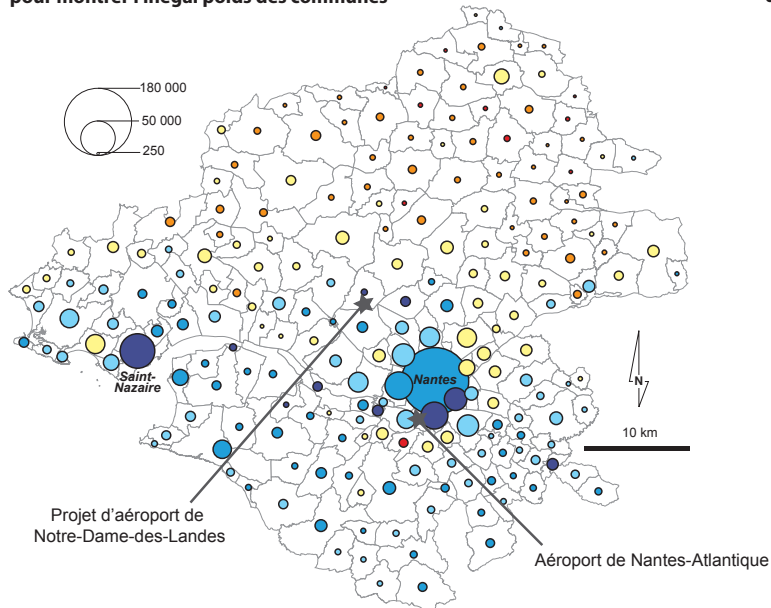 pour montrer l'inégal poids des communes
180 000
50 000
250
Saint-
Nazaire
Nantes
N
10 km
Projet d'aéroport de
Notre-Dame-des-Landes
Aéroport de Nantes-Atlantique